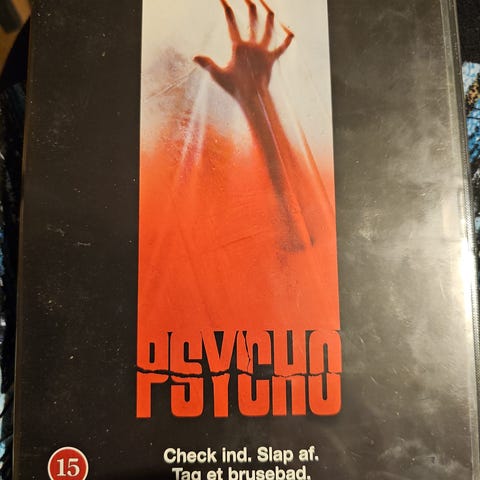 PSYCHO
Check ind. Slap af.
Tag et brusebad.
15